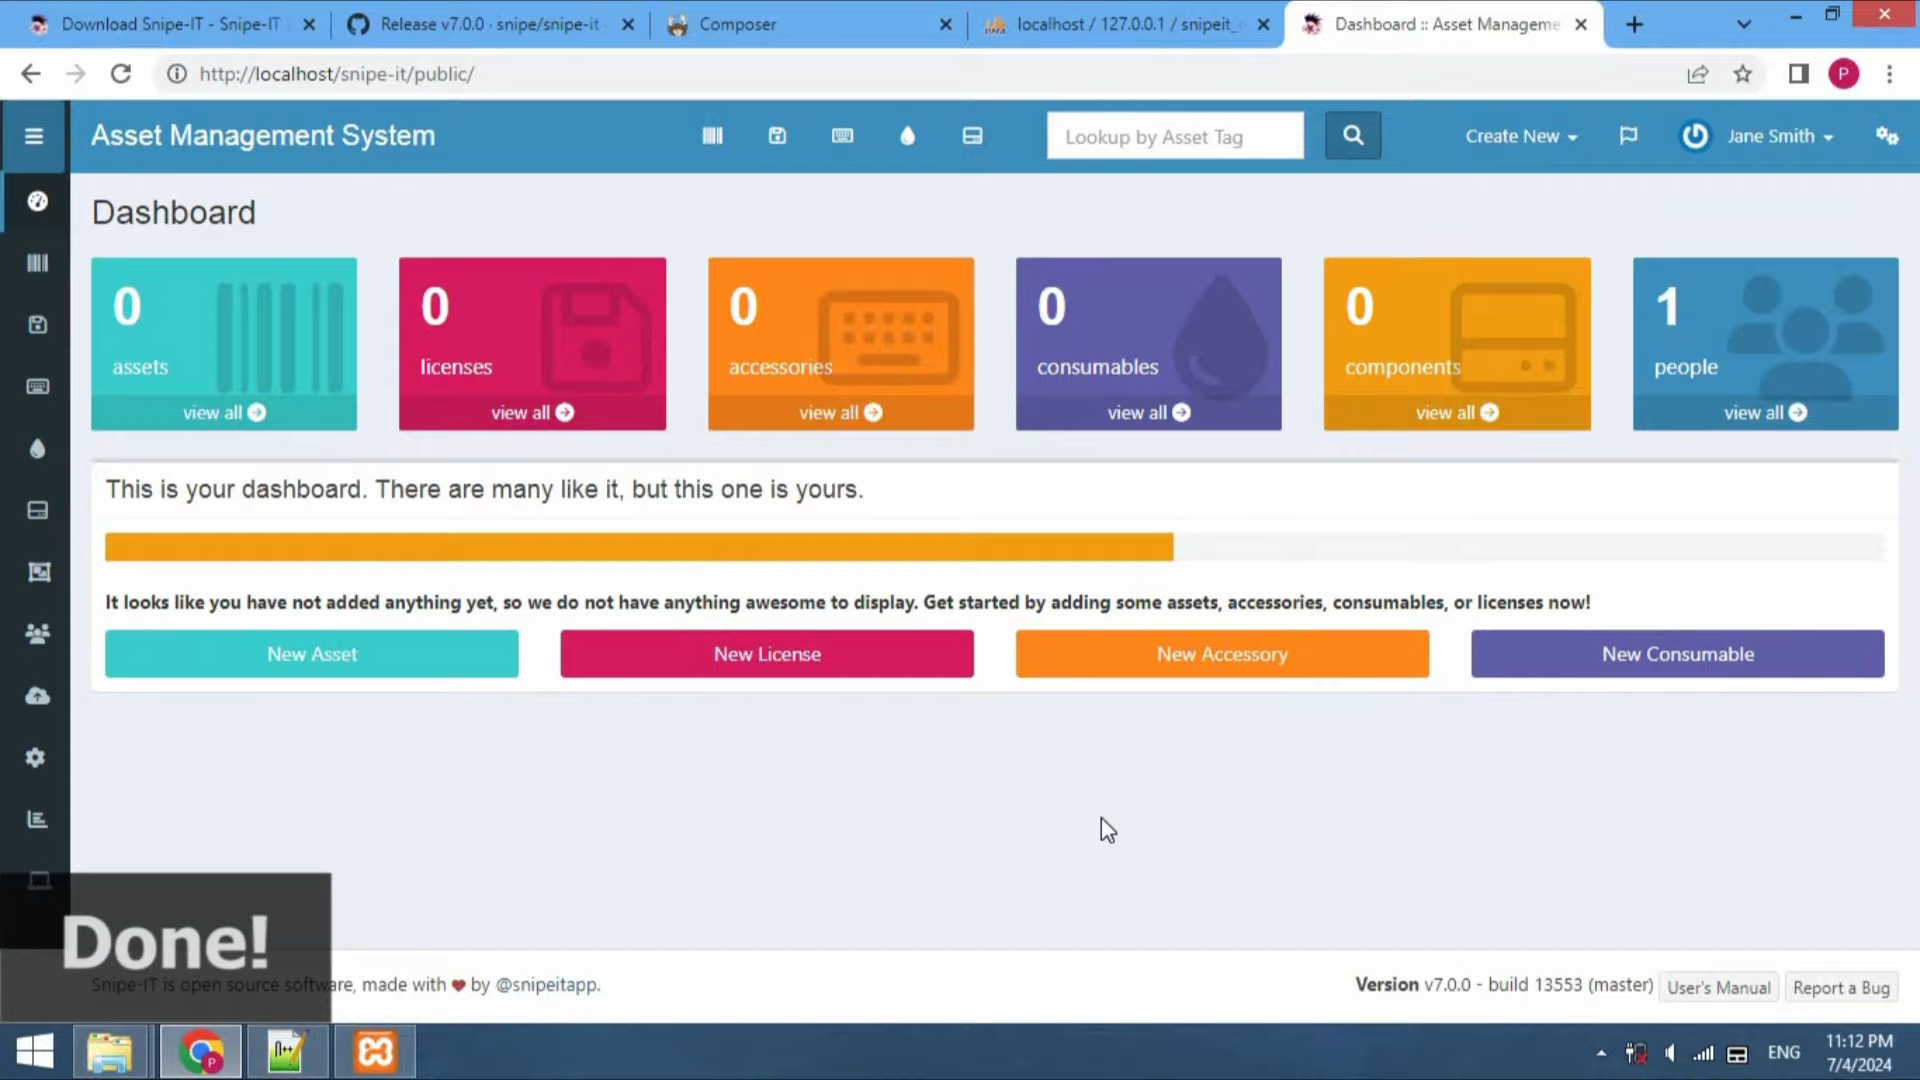 Download Snipe-IT - Snipe-IT
Release v7.0.0 · snipe/snipe-it
Composer
localhost / 127.0.0.1 / snipeit_
Dashboard :: Asset Manageme
http://localhost/snipe-it/public/
P
Asset Management System
Lookup by Asset Tag
Create New
Jane Smith
Dashboard
0
assets
view all
0
licenses
view all
0
accessories
view all
0
consumables
view all
0
components
view all
1
people
view all
This is your dashboard. There are many like it, but this one is yours.
It looks like you have not added anything yet, so we do not have anything awesome to display. Get started by adding some assets, accessories, consumables, or licenses now!
New Asset
New License
New Accessory
New Consumable
Done!
Snipe-IT is open source software, made with ♥ by @snipeitapp.
Version v7.0.0 - build 13553 (master)
User's Manual
Report a Bug
ENG
11:12 PM
7/4/2024